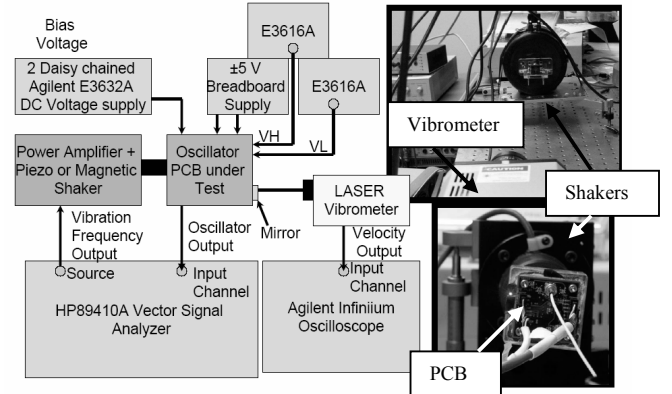 Bias
Voltage
E3616A
2 Daisy chained
Agilent E3632A
DC Voltage supply
±5 V
Breadboard
Supply
E3616A
VH
VL
Power Amplifier +
Piezo or Magnetic
Shaker
Oscillator
PCB under
Test
LASER
Vibrometer
Mirror
Vibration
Frequency
Output
Oscillator
Output
Velocity
Output
Source
Input
Channel
Input
Channel
HP89410A Vector Signal
Analyzer
Agilent Infiniium
Oscilloscope
Vibrometer
CAUTION
Shakers
PCB